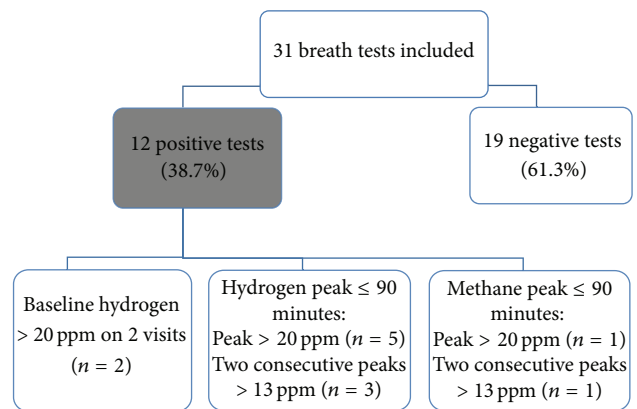 31 breath tests included
12 positive tests
(38.7%)
19 negative tests
(61.3%)
Baseline hydrogen
> 20 ppm on 2 visits
(n = 2)
Hydrogen peak ≤ 90
minutes:
Peak > 20 ppm (n = 5)
Two consecutive peaks
> 13 ppm (n = 3)
Methane peak ≤ 90
minutes:
Peak > 20 ppm (n = 1)
Two consecutive peaks
> 13 ppm (n = 1)